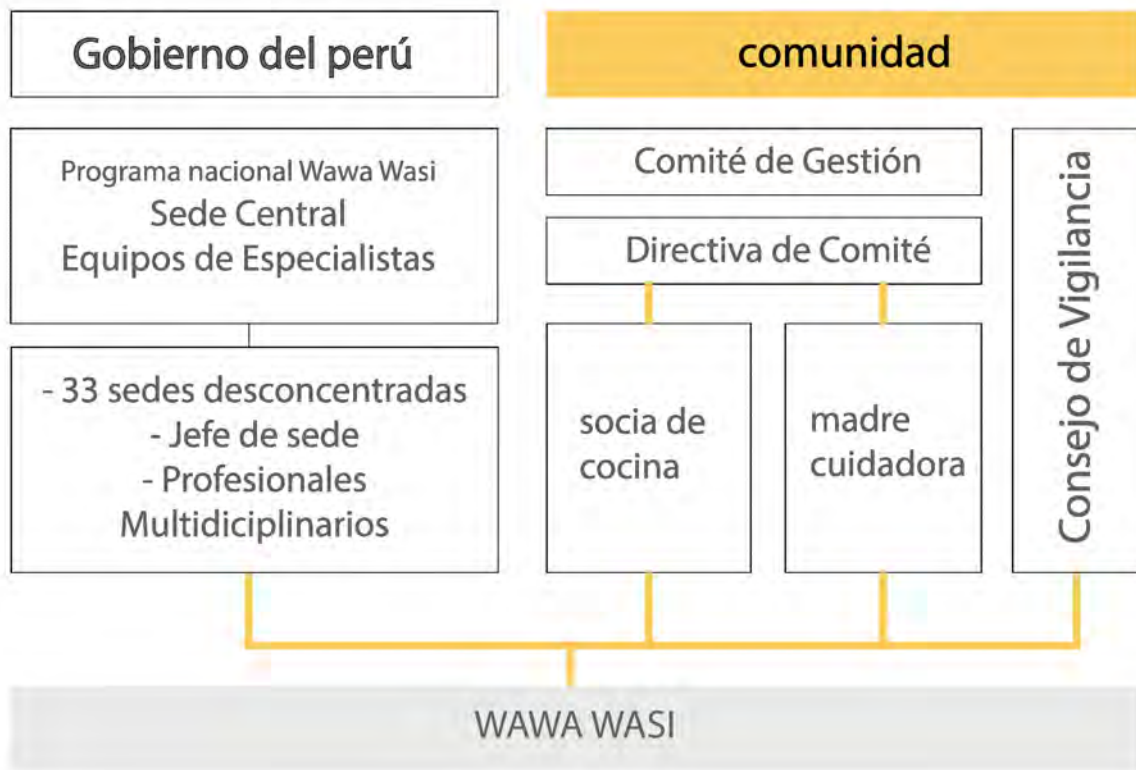 Gobierno del perú
comunidad
Programa nacional Wawa Wasi
Sede Central
Equipos de Especialistas
- 33 sedes desconcentradas
- Jefe de sede
- Profesionales
Multidiciplinarios
Comité de Gestión
Directiva de Comité
socia de
cocina
madre
cuidadora
Consejo de Vigilancia
WAWA WASI